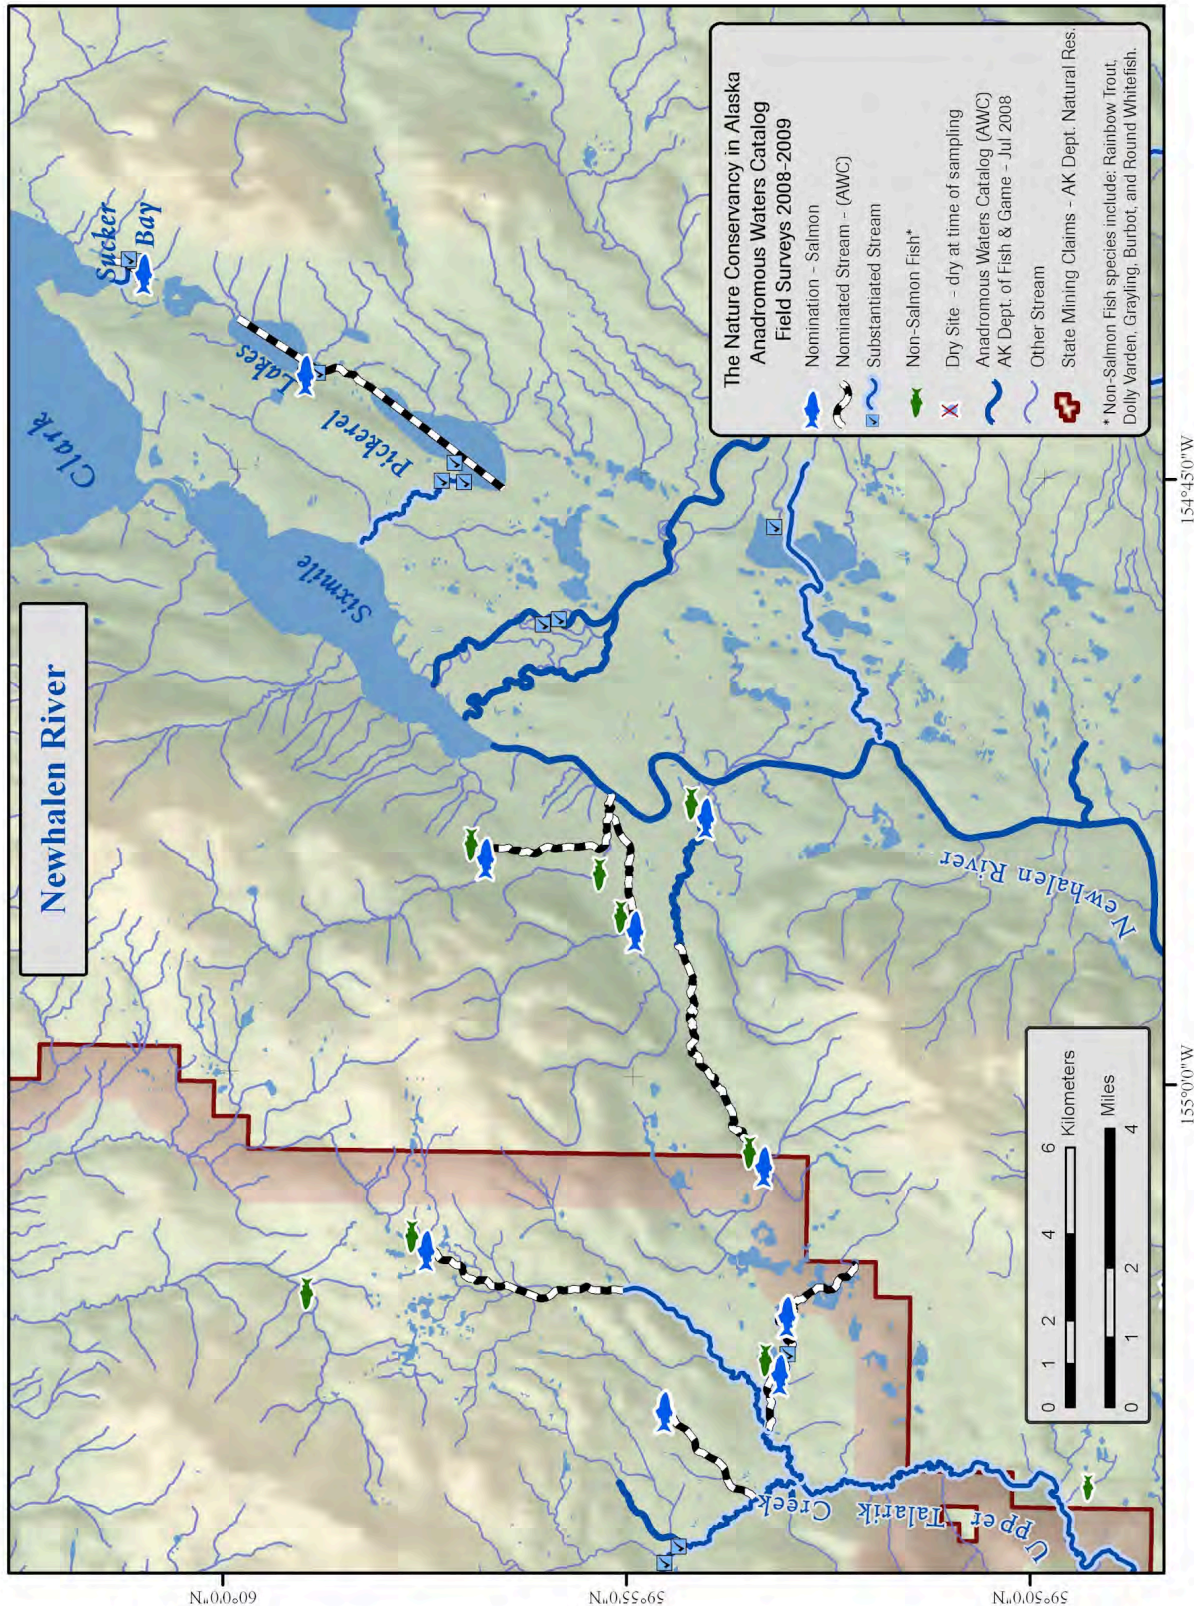 Newhalen River
Clark
Sucker
Bay
Lakes
Pickerel
Sixmile
Newhalen River
Upper Talarik Creek
The Nature Conservancy in Alaska
Anadromous Waters Catalog
Field Surveys 2008-2009
Nomination - Salmon
Nominated Stream - (AWC)
Substantiated Stream
Non-Salmon Fish*
Dry Site - dry at time of sampling
Anadromous Waters Catalog (AWC)
AK Dept. of Fish & Game - Jul 2008
Other Stream
State Mining Claims - AK Dept. Natural Res.
* Non-Salmon Fish species include: Rainbow Trout,
Dolly Varden, Grayling, Burbot, and Round Whitefish.
0 1 2 4 6
Kilometers
Miles
0 1 2 4
60°0'0"N
59°55'0"N
59°50'0"N
155°0'0"W
154°45'0"W